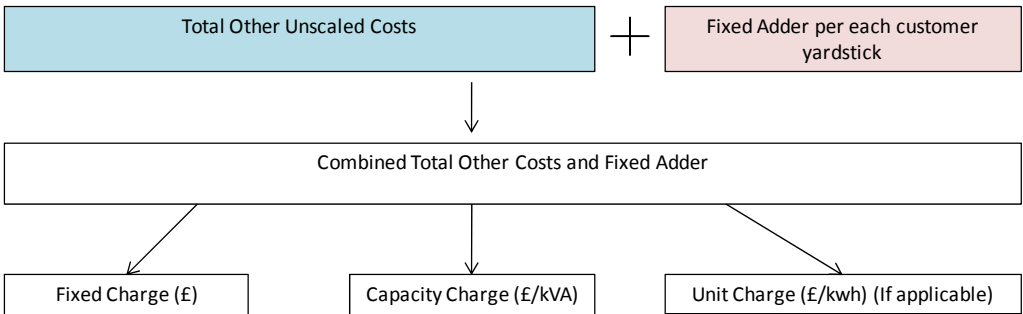 Total Other Unscaled Costs
+
Fixed Adder per each customer
yardstick
Combined Total Other Costs and Fixed Adder
Fixed Charge (£)
Capacity Charge (£/kVA)
Unit Charge (£/kwh) (If applicable)